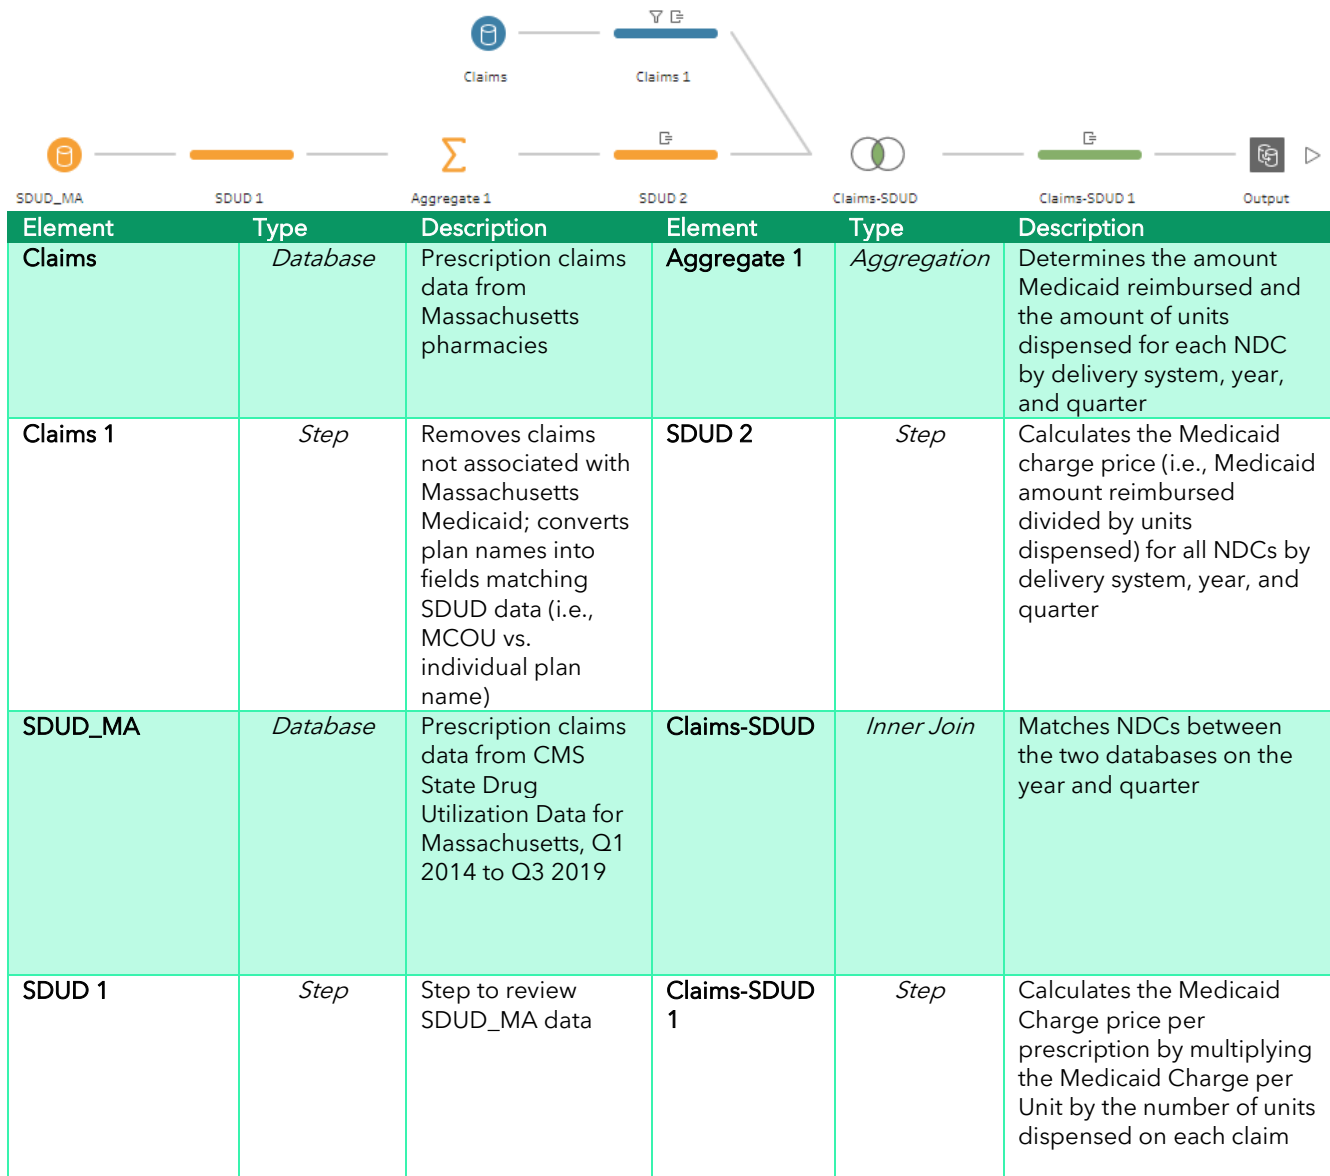 Claims
Claims 1
SDUD_MA
SDUD 1
Aggregate 1
SDUD 2
Claims-SDUD
Claims-SDUD 1
Output
Element
Type
Description
Element
Type
Description
Claims
Database
Prescription claims
data from
Massachusetts
pharmacies
Aggregate 1
Aggregation
Determines the amount
Medicaid reimbursed and
the amount of units
dispensed for each NDC
by delivery system, year,
and quarter
Claims 1
Step
Removes claims
not associated with
Massachusetts
Medicaid; converts
plan names into
fields matching
SDUD data (i.e.,
MCOU vs.
individual plan
name)
SDUD 2
Step
Calculates the Medicaid
charge price (i.e., Medicaid
amount reimbursed
divided by units
dispensed) for all NDCs by
delivery system, year, and
quarter
SDUD_MA
Database
Prescription claims
data from CMS
State Drug
Utilization Data for
Massachusetts, Q1
2014 to Q3 2019
Claims-SDUD
Inner Join
Matches NDCs between
the two databases on the
year and quarter
SDUD 1
Step
Step to review
SDUD_MA data
Claims-SDUD
1
Step
Calculates the Medicaid
Charge price per
prescription by multiplying
the Medicaid Charge per
Unit by the number of units
dispensed on each claim